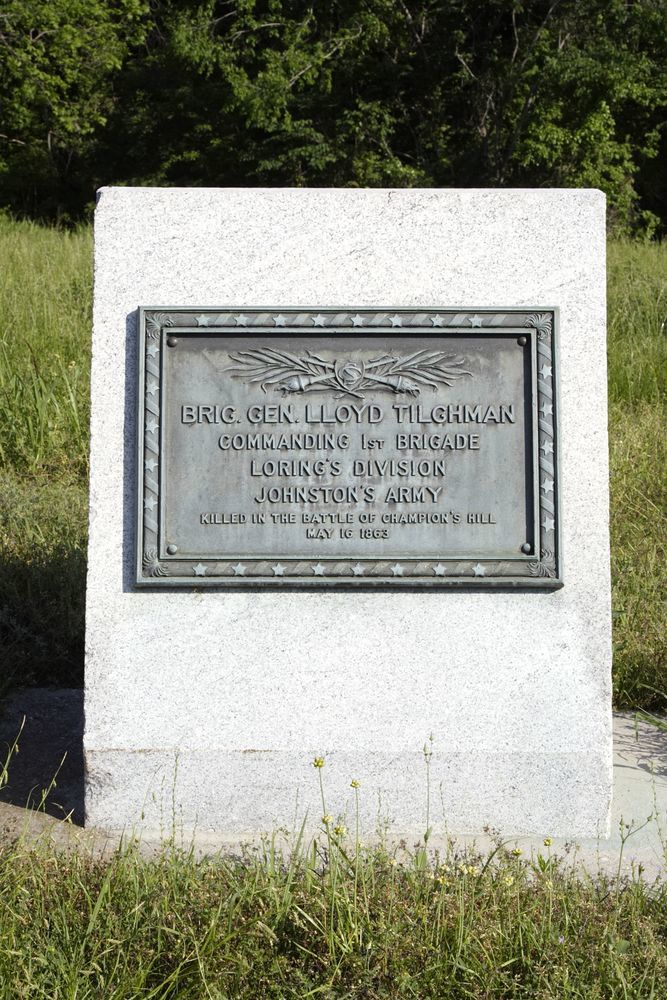 BRIG. GEN. LLOYD TILGHMAN
COMMANDING 1ST BRIGADE
LORING'S DIVISION
JOHNSTON'S ARMY
KILLED IN THE BATTLE OF CHAMPION'S HILL
MAY 16 1863